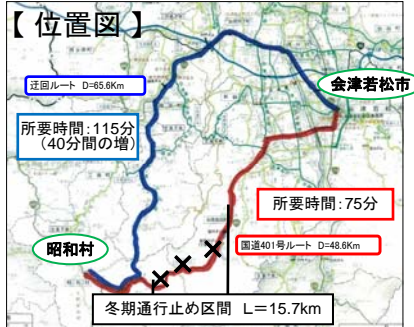 【 位置図 】
迂回ルート D=65.6Km
会津若松市
所要時間:115分
(40分間の増)
所要時間:75分
昭和村
国道401号ルート D=48.6Km
冬期通行止め区間 L=15.7km